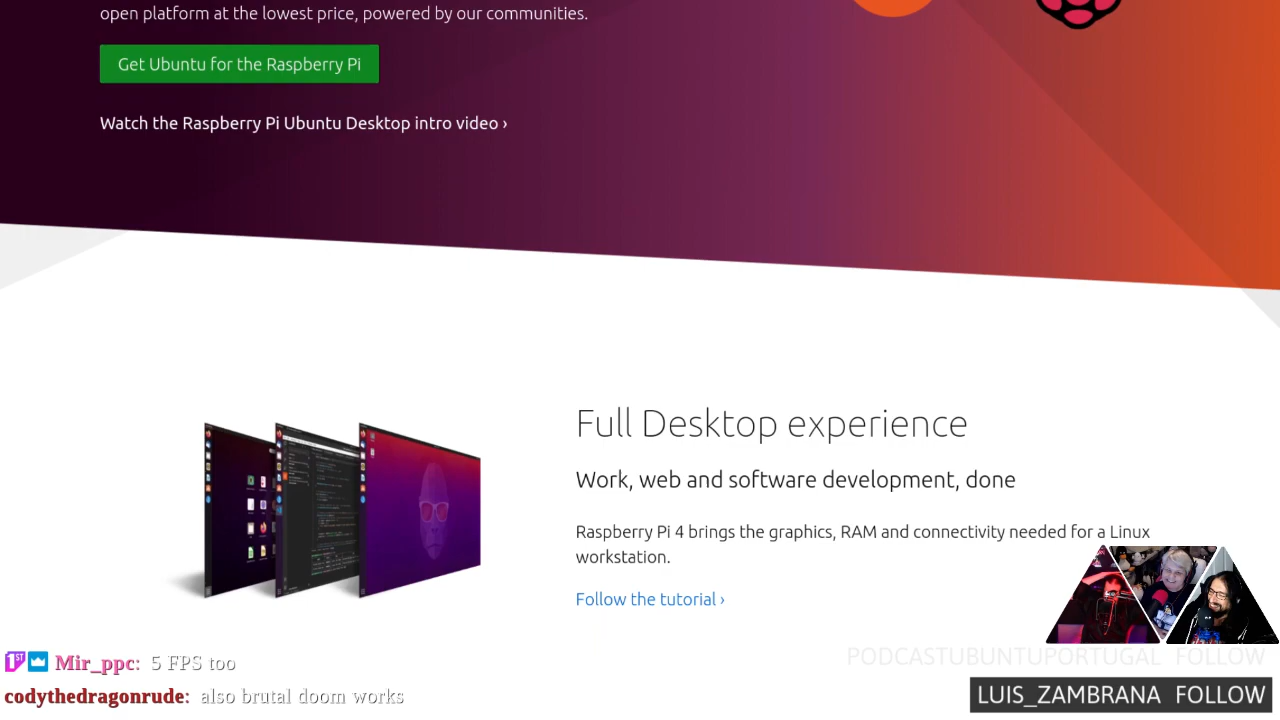 open platform at the lowest price, powered by our communities.
Get Ubuntu for the Raspberry Pi
Watch the Raspberry Pi Ubuntu Desktop intro video ›
Full Desktop experience
Work, web and software development, done
Raspberry Pi 4 brings the graphics, RAM and connectivity needed for a Linux
workstation.
Follow the tutorial ›
1ST Mir_ppc: 5 FPS too
codythedragonrude: also brutal doom works
PODCASTUBUNTUPORTUGAL FOLLOW
LUIS_ZAMBRANA FOLLOW